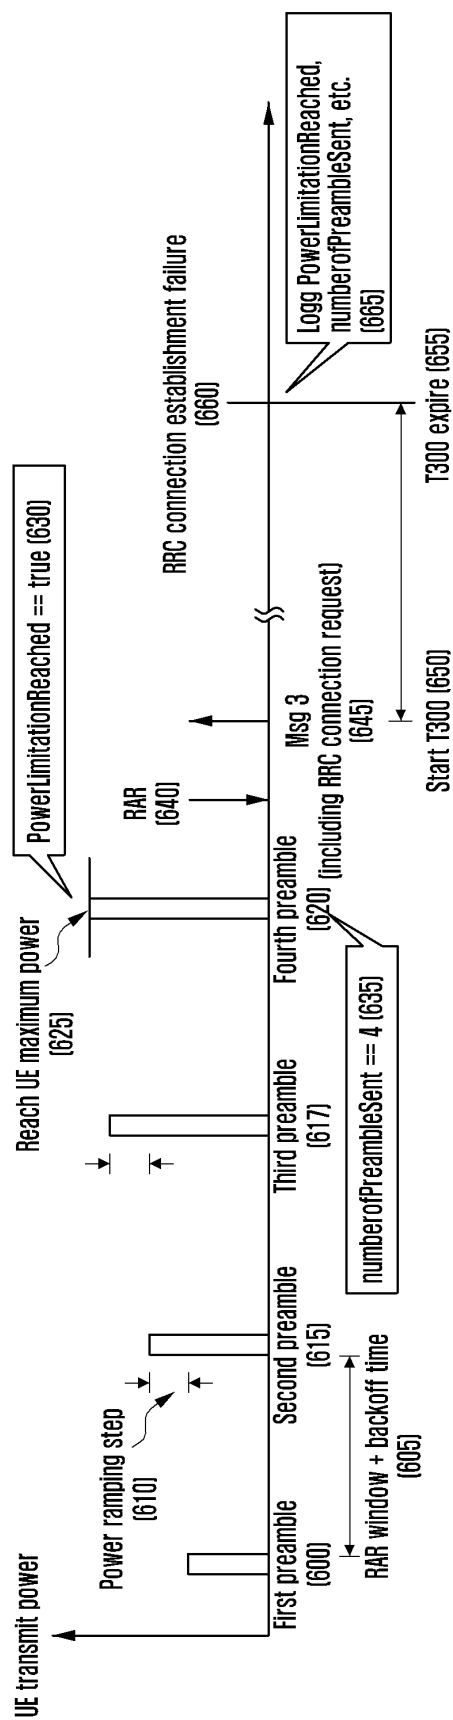 UE transmit power
First preamble
(600)
RAR window + backoff time
(605)
Power ramping step
(610)
Second preamble
(615)
Third preamble
(617)
Reach UE maximum power
(625)
PowerLimitationReached == true (630)
Fourth preamble
(620)
numberofPreambleSent == 4 (635)
RAR
(640)
Msg 3
(including RRC connection request)
(645)
Start T300 (650)
T300 expire (655)
RRC connection establishment failure
(660)
Logg PowerLimitationReached,
numberofPreambleSent, etc.
(665)